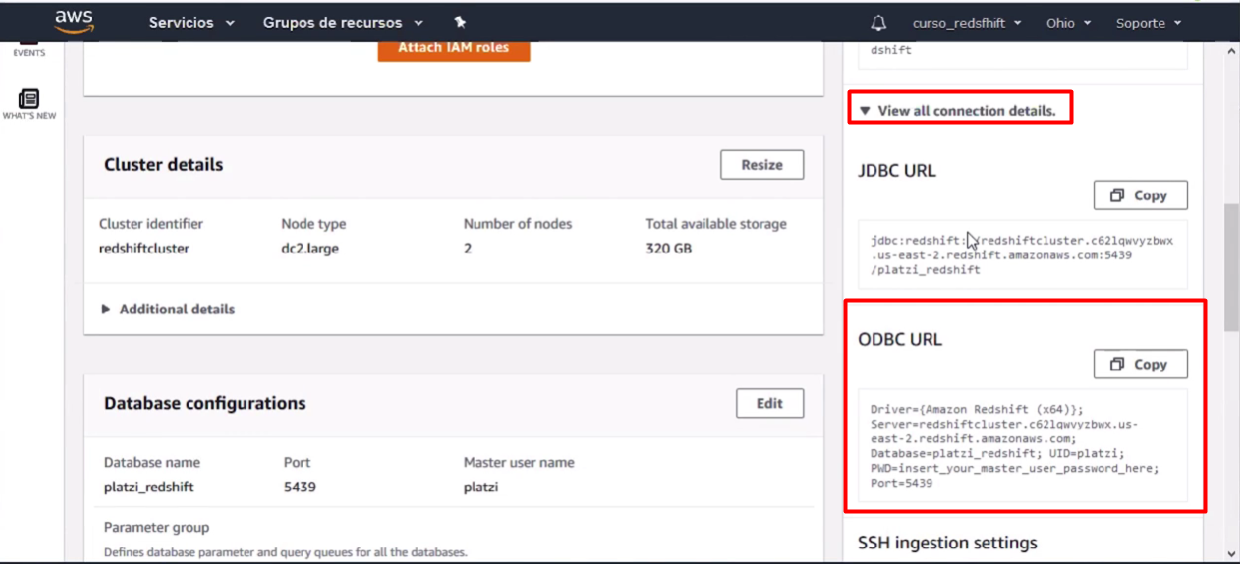 aws
Servicios
Grupos de recursos
curso_redsfhift
Ohio
Soporte
EVENTS
WHAT'S NEW
Attach IAM roles
Cluster details
Resize
Cluster identifier
Node type
Number of nodes
Total available storage
redshiftcluster
dc2.large
2
320 GB
Additional details
Database configurations
Edit
Database name
Port
Master user name
platzi_redshift
5439
platzi
Parameter group
Defines database parameter and query queues for all the databases.
dshift
View all connection details.
JDBC URL
Copy
jdbc:redshift://redshiftcluster.c62lqwvyzbwx
.us-east-2.redshift.amazonaws.com:5439
/platzi_redshift
ODBC URL
Copy
Driver={Amazon Redshift (x64)};
Server=redshiftcluster.c62lqwvyzbwx.us-
east-2.redshift.amazonaws.com;
Database=platzi_redshift; UID=platzi;
PWD=insert_your_master_user_password_here;
Port=5439
SSH ingestion settings